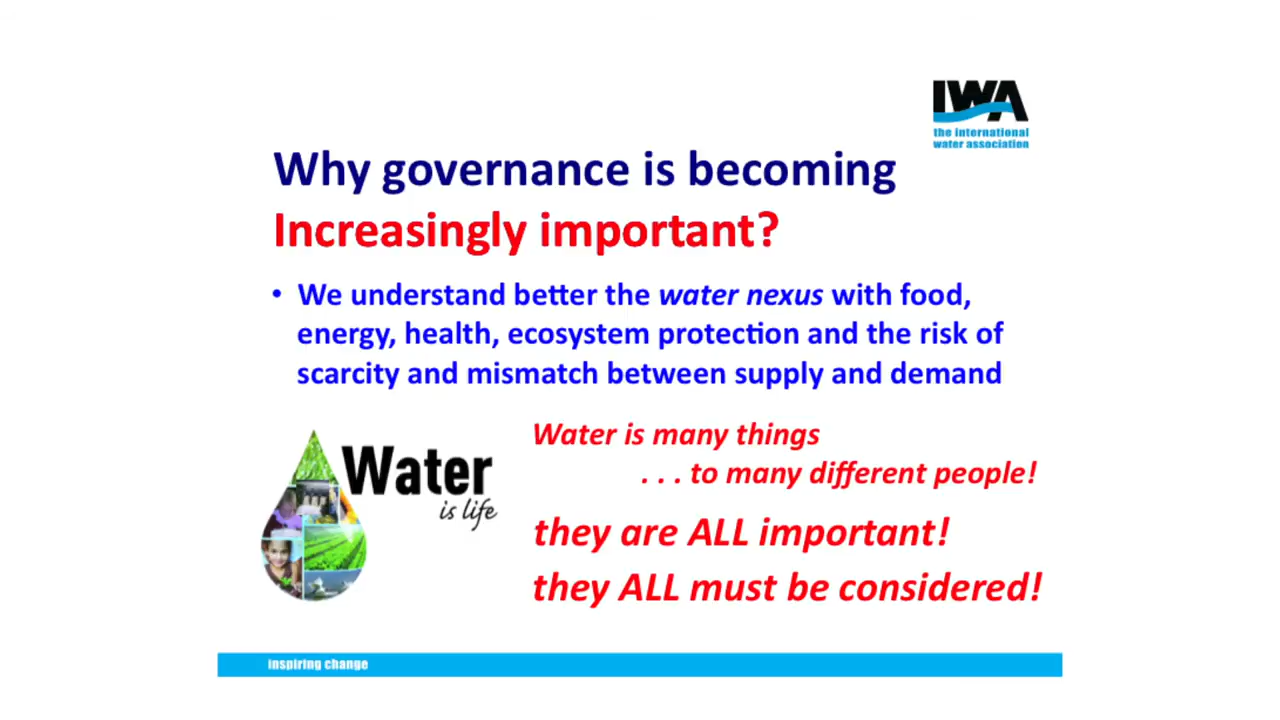 IWA
the international
water association
Why governance is becoming
Increasingly important?
• We understand better the water nexus with food,
energy, health, ecosystem protection and the risk of
scarcity and mismatch between supply and demand
Water
is life
Water is many things
. . . to many different people!
they are ALL important!
they ALL must be considered!
inspiring change